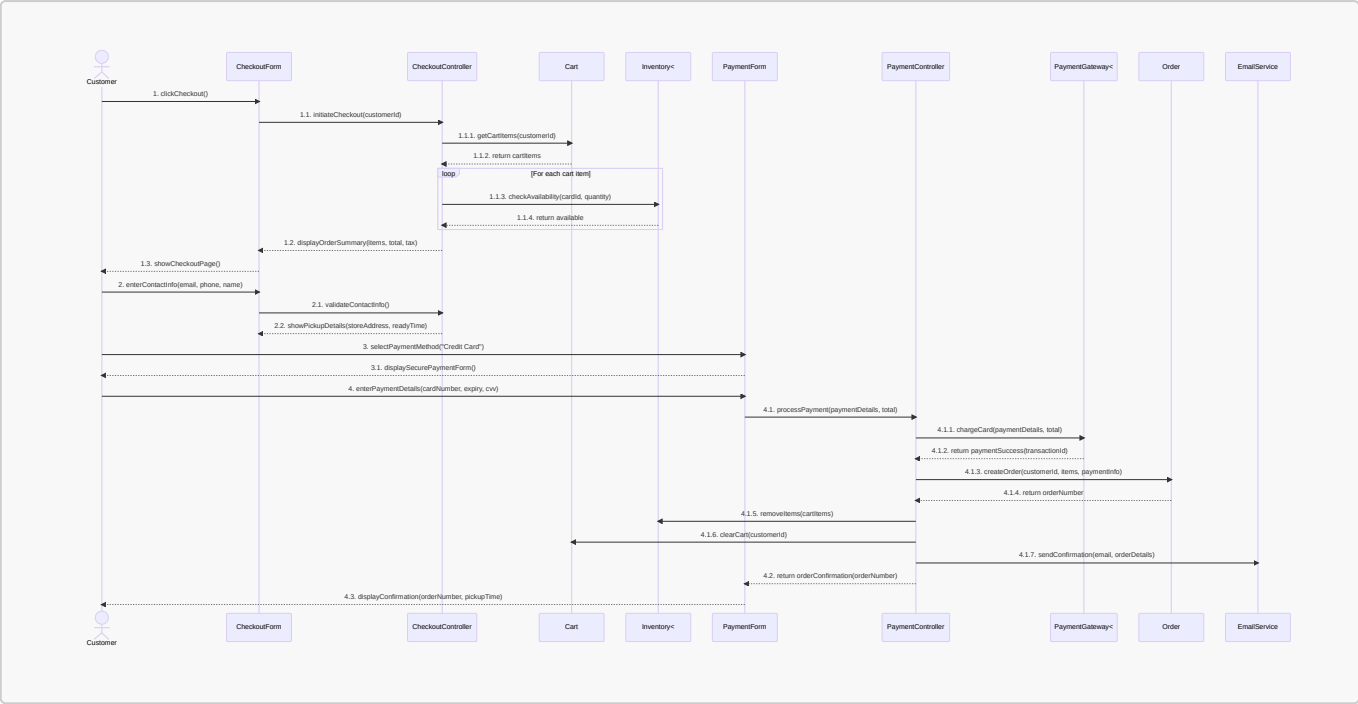 CheckoutForm
CheckoutController
Cart
Inventory<
PaymentForm
PaymentController
PaymentGateway<
Order
EmailService
Customer
1. clickCheckout()
1.1. initiateCheckout(customerId)
1.1.1. getCartItems(customerId)
1.1.2. return cartItems
loop
[For each cart item]
1.1.3. checkAvailability(cardId, quantity)
1.1.4. return available
1.2. displayOrderSummary(items, total, tax)
1.3. showCheckoutPage()
2. enterContactInfo(email, phone, name)
2.1. validateContactInfo()
2.2. showPickupDetails(storeAddress, readyTime)
3. selectPaymentMethod("Credit Card")
3.1. displaySecurePaymentForm()
4. enterPaymentDetails(cardNumber, expiry, cvv)
4.1. processPayment(paymentDetails, total)
4.1.1. chargeCard(paymentDetails, total)
4.1.2. return paymentSuccess(transactionId)
4.1.3. createOrder(customerId, items, paymentInfo)
4.1.4. return orderNumber
4.1.5. removeItems(cartItems)
4.1.6. clearCart(customerId)
4.1.7. sendConfirmation(email, orderDetails)
4.2. return orderConfirmation(orderNumber)
4.3. displayConfirmation(orderNumber, pickupTime)
CheckoutForm
CheckoutController
Cart
Inventory<
PaymentForm
PaymentController
PaymentGateway<
Order
EmailService
Customer